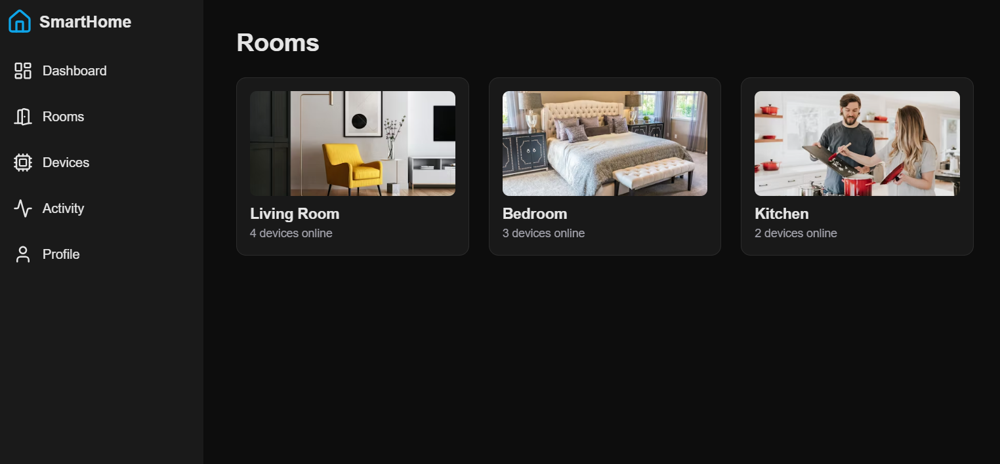 SmartHome
Dashboard
Rooms
Devices
Activity
Profile
Rooms
Living Room
4 devices online
Bedroom
3 devices online
Kitchen
2 devices online